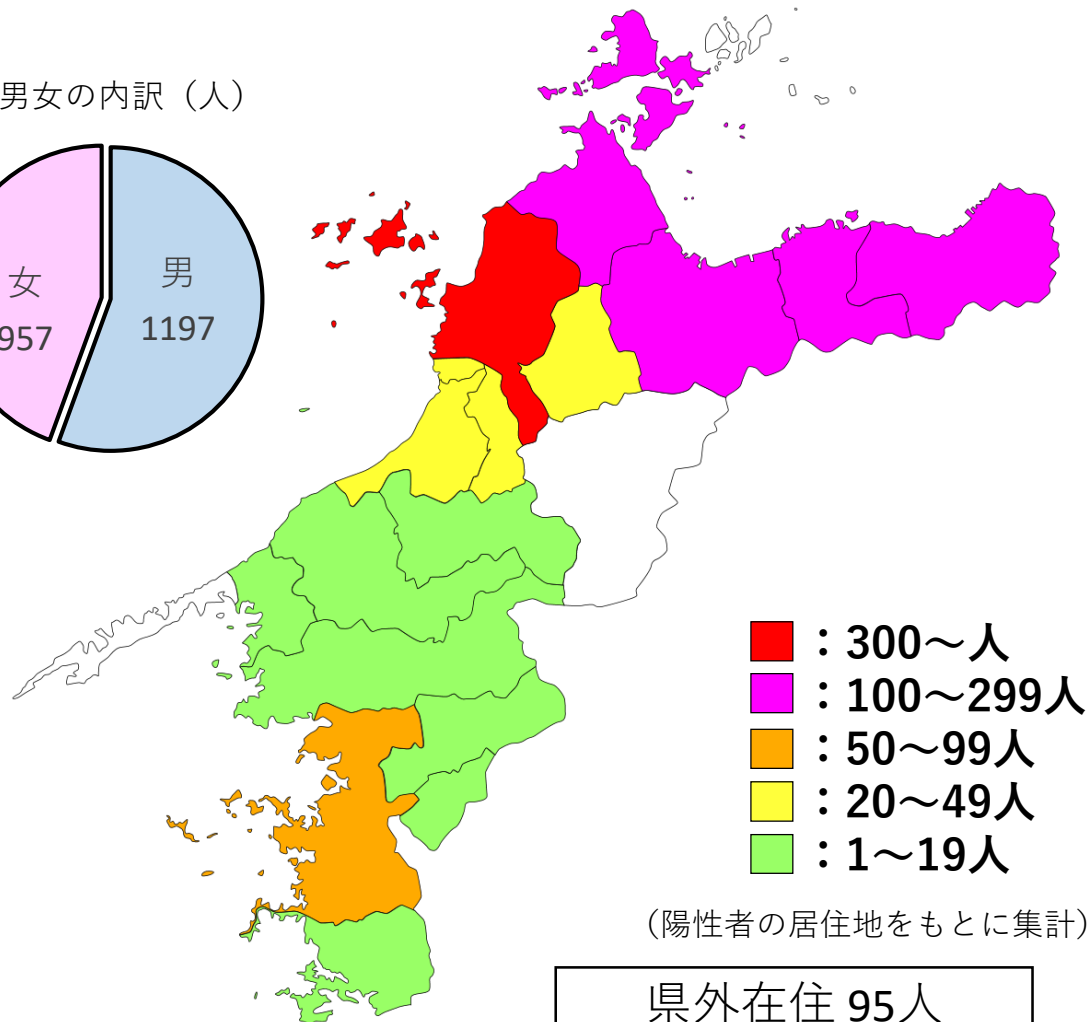 男女の内訳（人）
女
957
男
1197
：300～人
：100～299人
：50～99人
：20～49人
：1～19人
（陽性者の居住地をもとに集計）
県外在住 95人